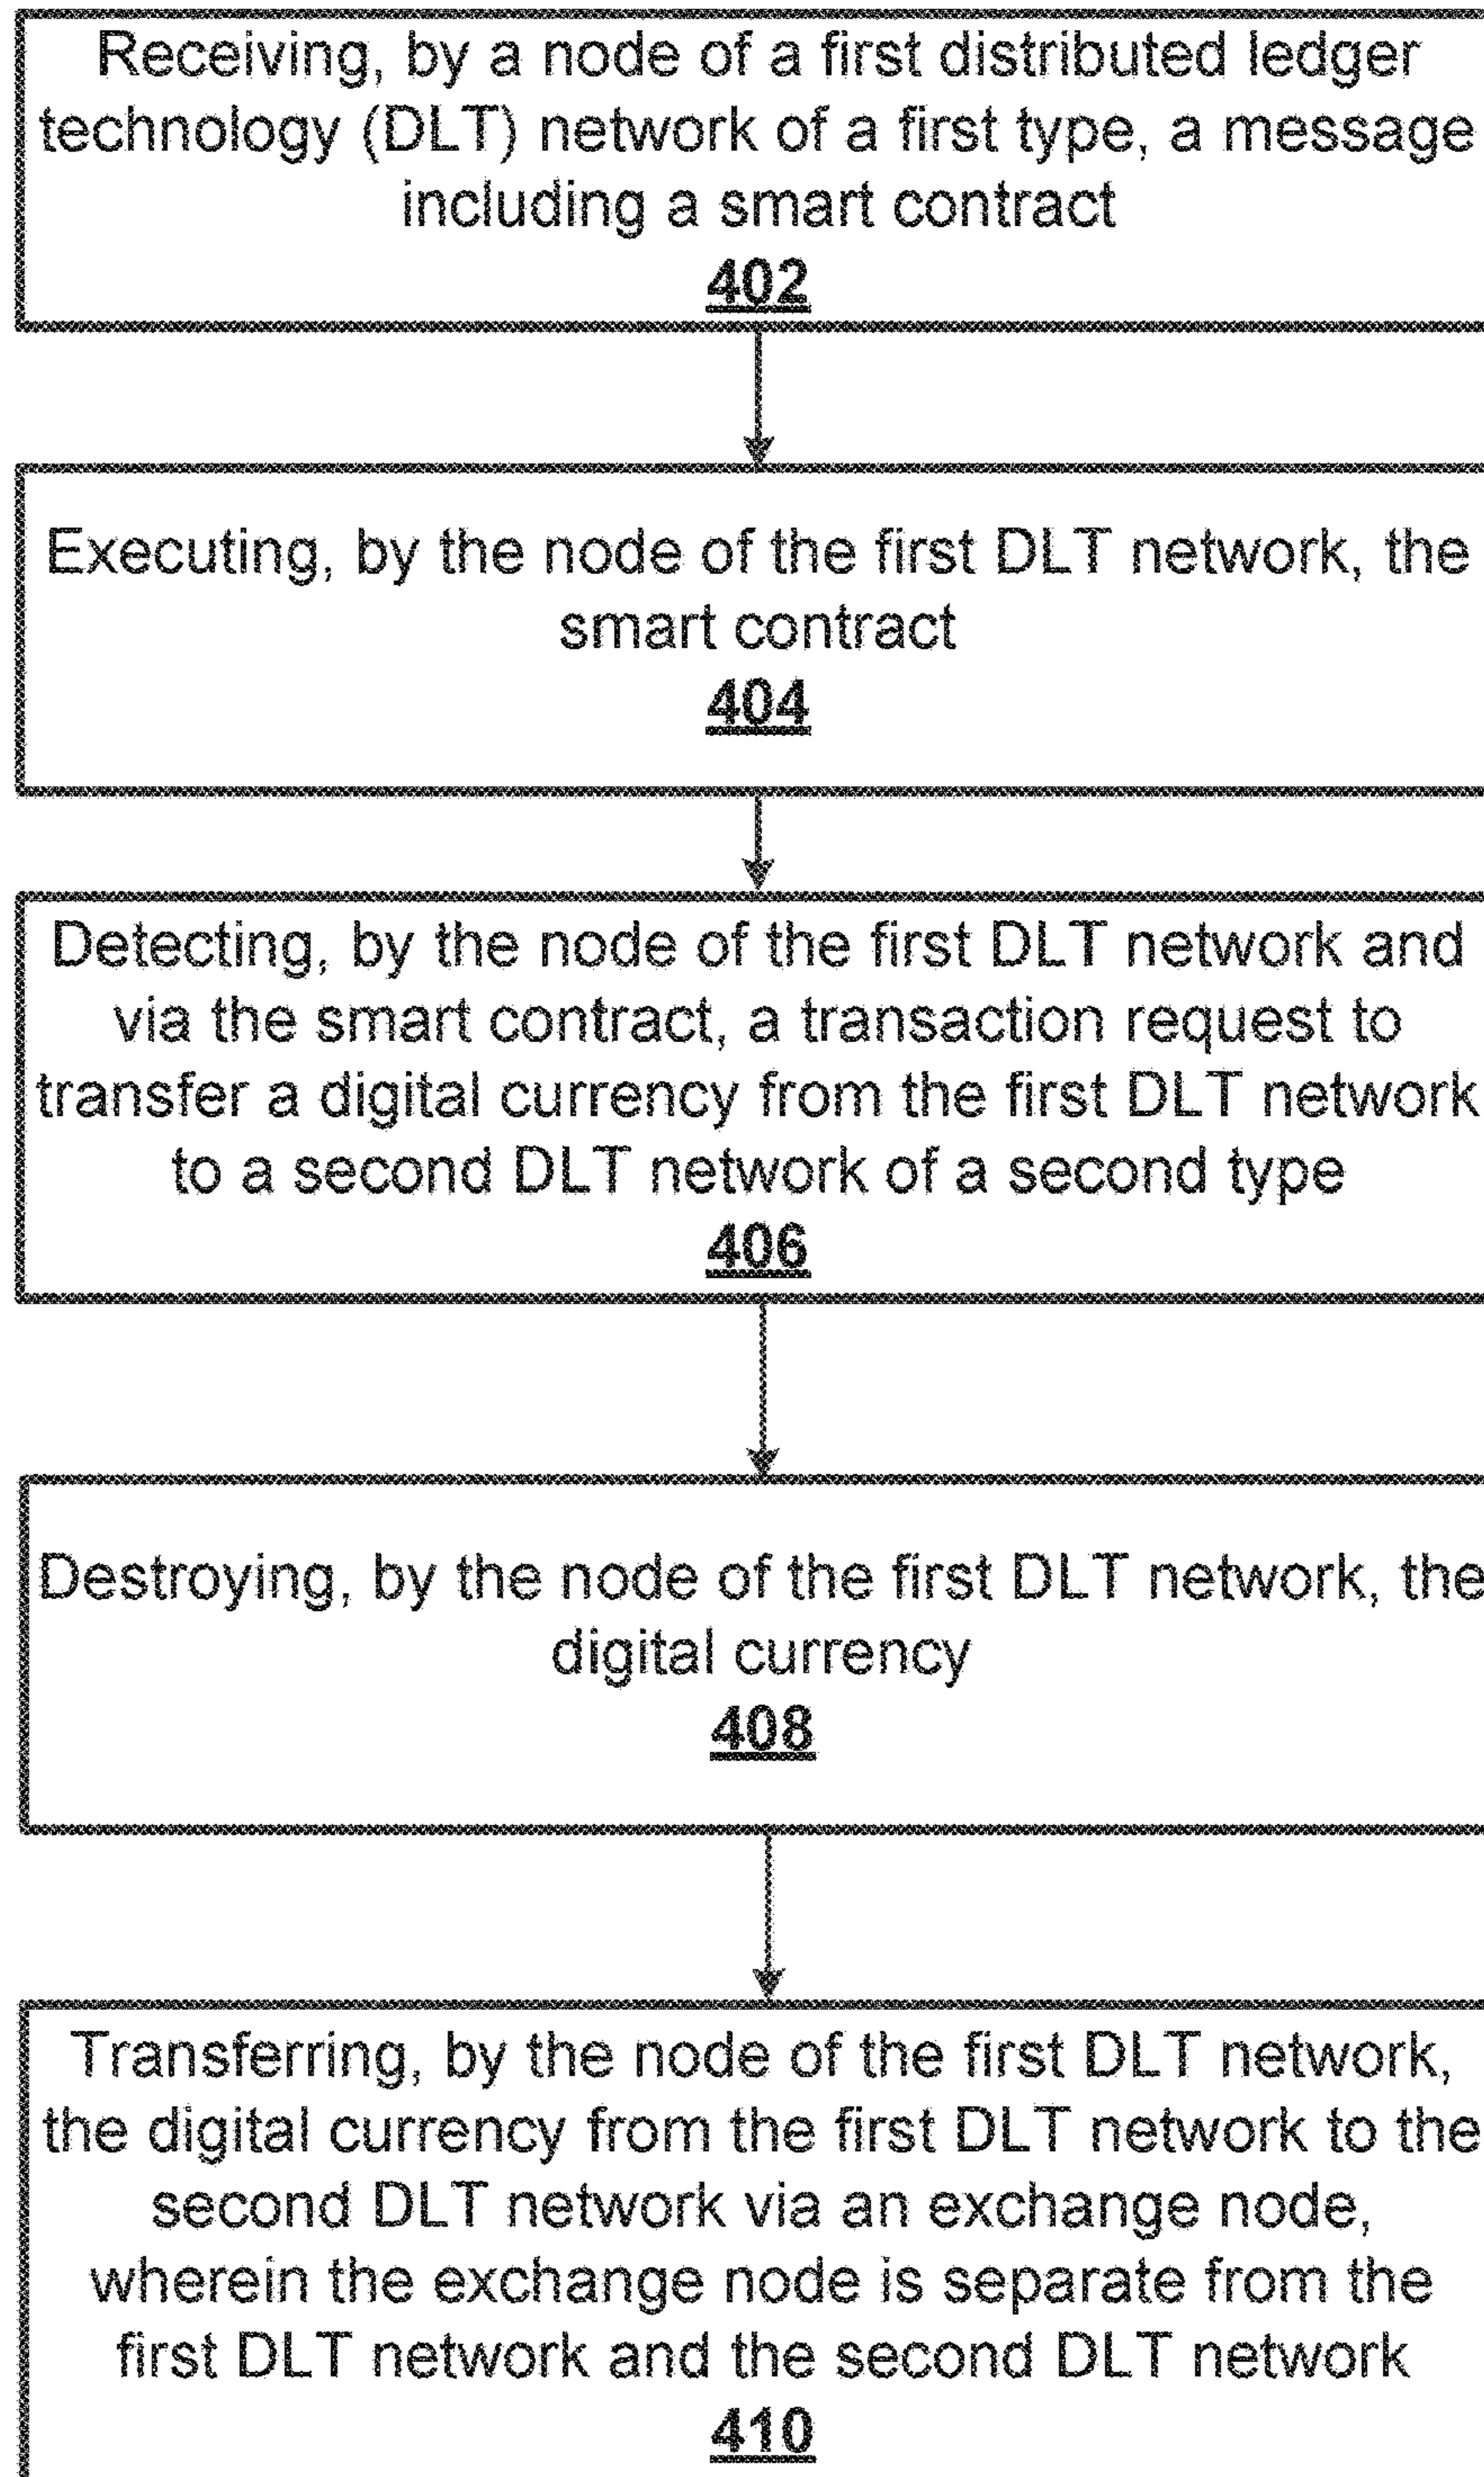 Receiving, by a node of a first distributed ledger
technology (DLT) network of a first type, a message
including a smart contract
402
Executing, by the node of the first DLT network, the
smart contract
404
Detecting, by the node of the first DLT network and
via the smart contract, a transaction request to
transfer a digital currency from the first DLT network
to a second DLT network of a second type
406
Destroying, by the node of the first DLT network, the
digital currency
408
Transferring, by the node of the first DLT network,
the digital currency from the first DLT network to the
second DLT network via an exchange node,
wherein the exchange node is separate from the
first DLT network and the second DLT network
410